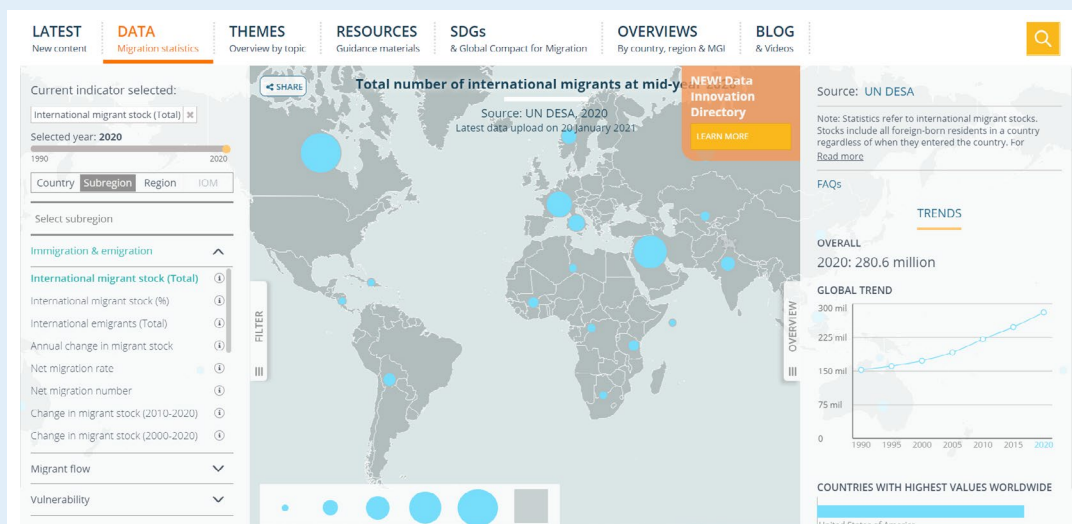 LATEST
New content
DATA
Migration statistics
THEMES
Overview by topic
RESOURCES
Guidance materials
SDGs
& Global Compact for Migration
OVERVIEWS
By country, region & MGI
BLOG
& Videos
Current indicator selected:
International migrant stock (Total) ×
Selected year: 2020
1990 2020
Country Subregion Region IOM
Select subregion
Immigration & emigration
International migrant stock (Total)
International migrant stock (%)
International emigrants (Total)
Annual change in migrant stock
Net migration rate
Net migration number
Change in migrant stock (2010-2020)
Change in migrant stock (2000-2020)
Migrant flow
Vulnerability
FILTER
SHARE
Total number of international migrants at mid-year 2020
Source: UN DESA, 2020
Latest data upload on 20 January 2021
NEW! Data
Innovation
Directory
LEARN MORE
OVERVIEW
Source: UN DESA
Note: Statistics refer to international migrant stocks.
Stocks include all foreign-born residents in a country
regardless of when they entered the country. For
Read more
FAQs
TRENDS
OVERALL
2020: 280.6 million
GLOBAL TREND
300 mil
225 mil
150 mil
75 mil
0
1990 1995 2000 2005 2010 2015 2020
COUNTRIES WITH HIGHEST VALUES WORLDWIDE
United States of America